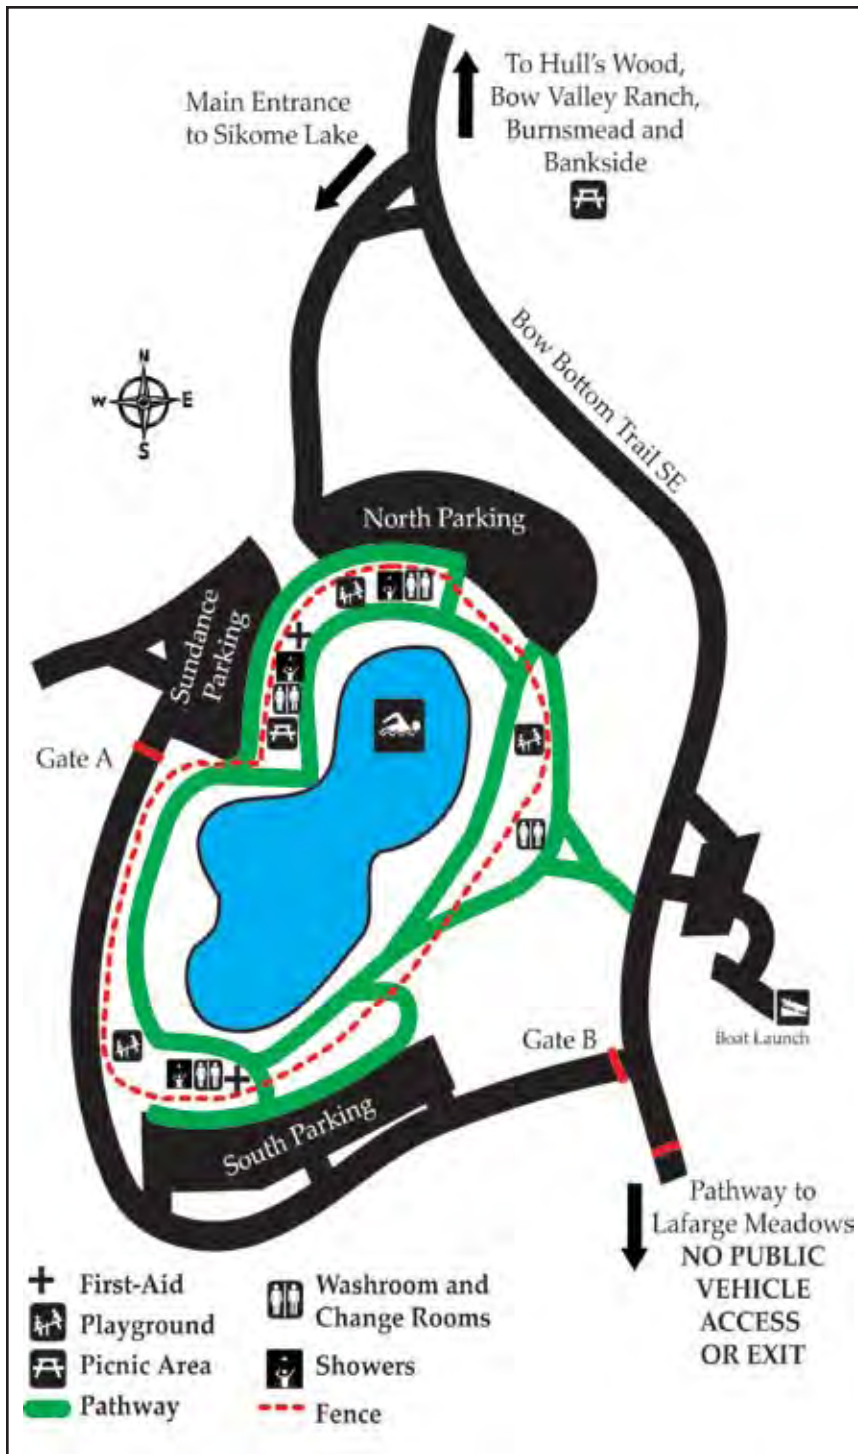 Main Entrance
to Sikome Lake
To Hull's Wood,
Bow Valley Ranch,
Burnsmead and
Bankside
Bow Bottom Trail SE
N
W
E
S
North Parking
Sundance
Parking
Gate A
Gate B
Boat Launch
South Parking
Pathway to
Lafarge Meadows
NO PUBLIC
VEHICLE
ACCESS
OR EXIT
First-Aid
Playground
Picnic Area
Pathway
Washroom and
Change Rooms
Showers
Fence